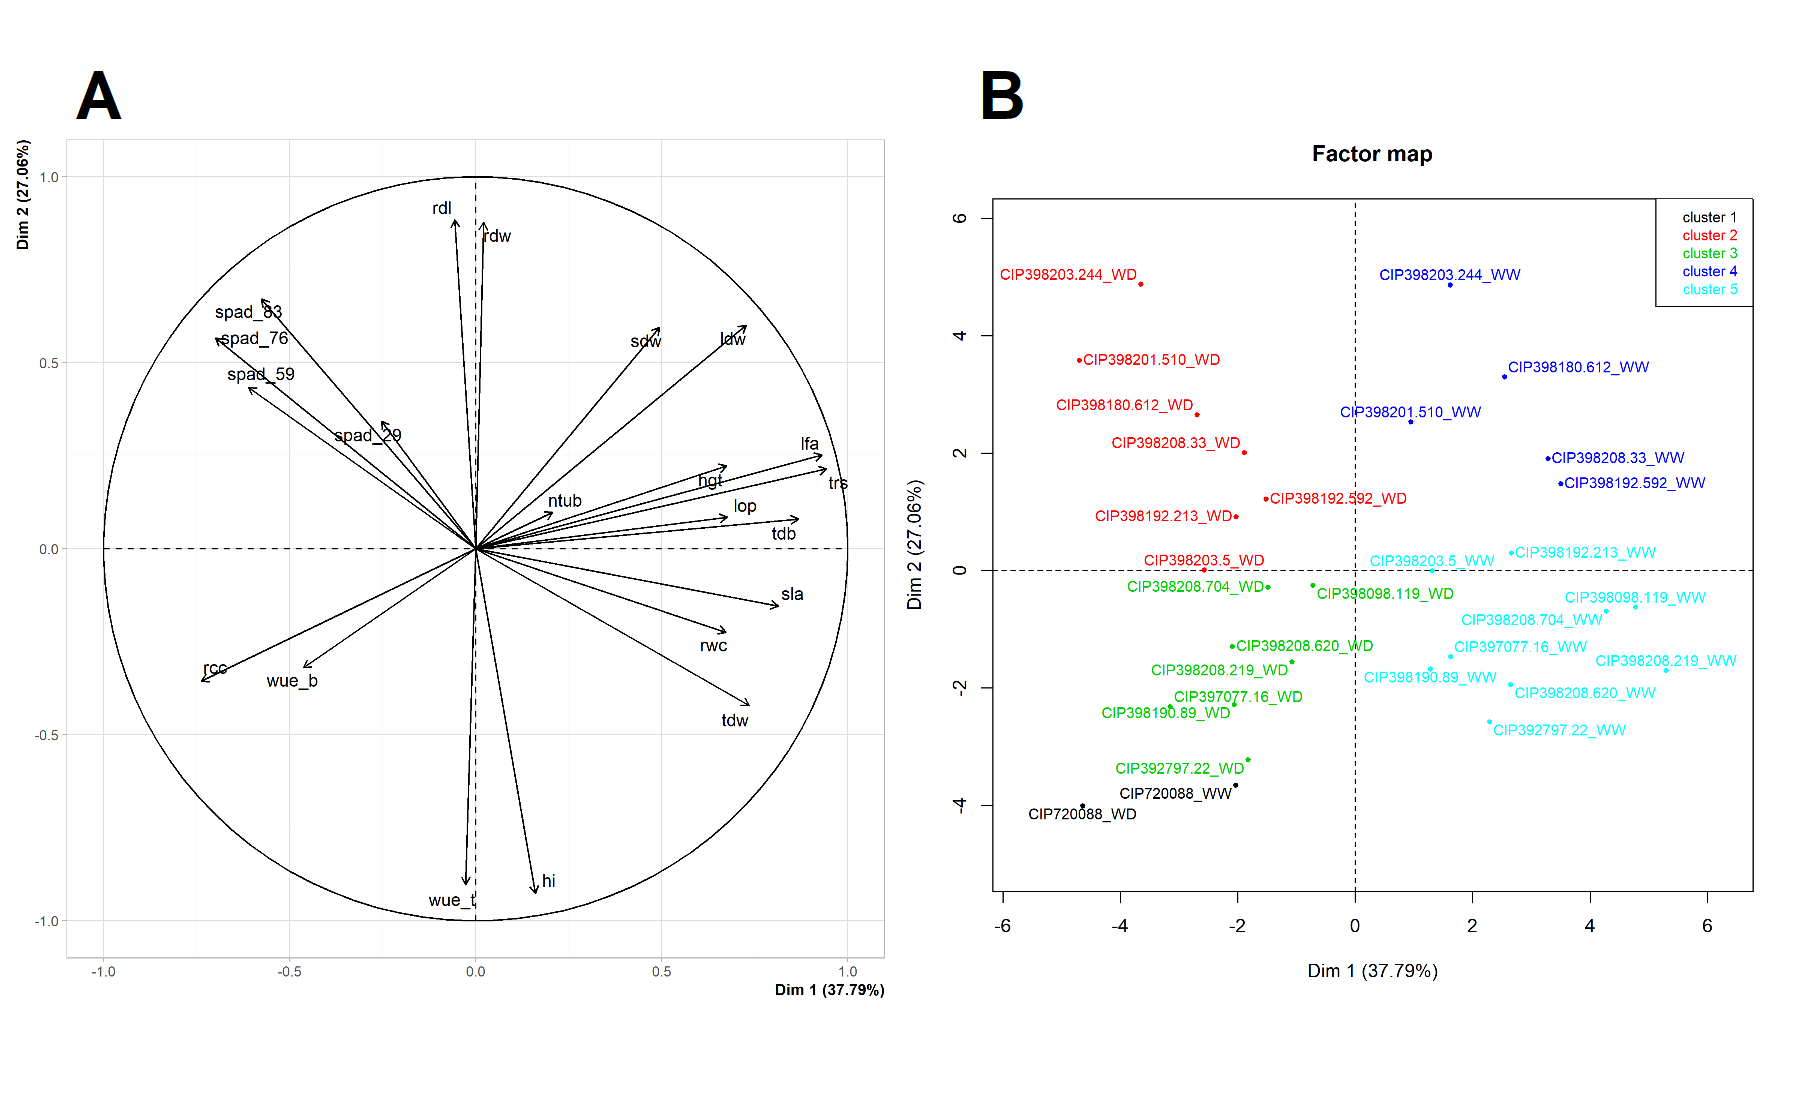 A
Dim 2 (27.06%)
1.0
0.5
0.0
-0.5
-1.0
rdl
rdw
spad_83
spad_76
spad_59
spad_29
sdw
ldw
lfa
hgt
trs
ntub
lop
tdb
sla
rwc
rcc
wue_b
tdw
hi
wue_t
-1.0
-0.5
0.0
0.5
1.0
Dim 1 (37.79%)
B
Factor map
cluster 1
cluster 2
cluster 3
cluster 4
cluster 5
Dim 2 (27.06%)
6
4
2
0
-2
-4
CIP398203.244_WD
CIP398203.244_WW
CIP398201.510_WD
CIP398180.612_WW
CIP398180.612_WD
CIP398201.510_WW
CIP398208.33_WD
CIP398208.33_WW
CIP398192.592_WW
CIP398192.592_WD
CIP398192.213_WD
CIP398192.213_WW
CIP398203.5_WD
CIP398203.5_WW
CIP398208.704_WD
CIP398098.119_WD
CIP398098.119_WW
CIP398208.704_WW
CIP398208.620_WD
CIP397077.16_WW
CIP398208.219_WW
CIP398208.219_WD
CIP398190.89_WW
CIP397077.16_WD
CIP398208.620_WW
CIP398190.89_WD
CIP392797.22_WW
CIP392797.22_WD
CIP720088_WW
CIP720088_WD
-6
-4
-2
0
2
4
6
Dim 1 (37.79%)